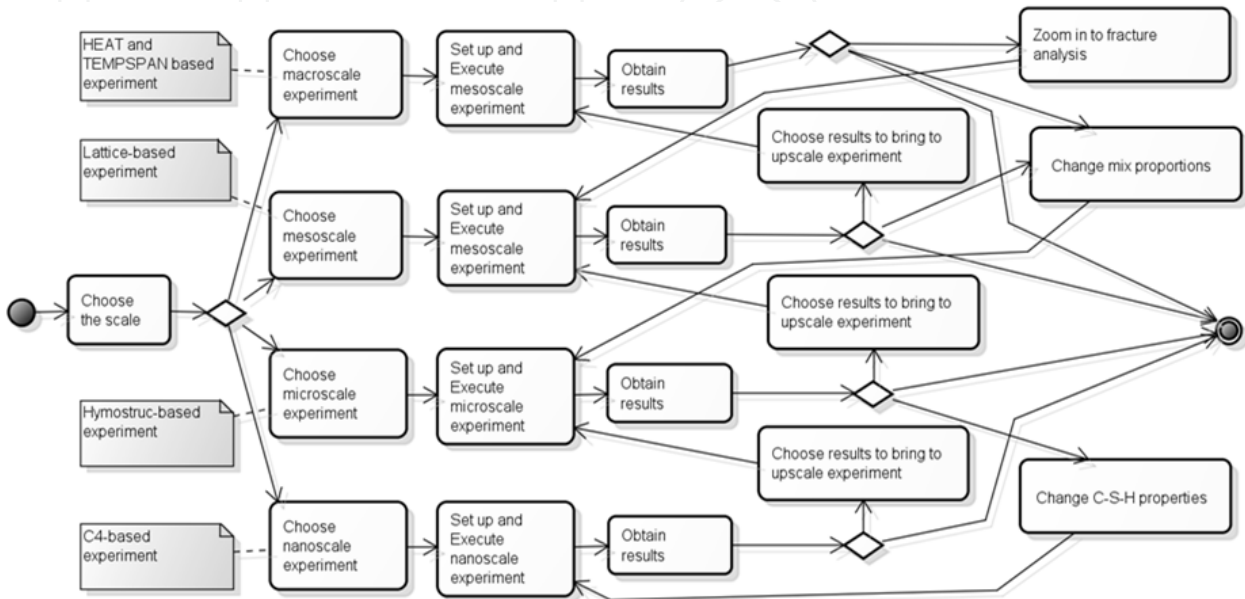 HEAT and
TEMPSPAN based
experiment
Choose
macroscale
experiment
Set up and
Execute
mesoscale
experiment
Obtain
results
Zoom in to fracture
analysis
Choose results to bring to
upscale experiment
Change mix proportions
Lattice-based
experiment
Choose
mesoscale
experiment
Set up and
Execute
mesoscale
experiment
Obtain
results
Choose
the scale
Choose results to bring to
upscale experiment
Hymostruc-based
experiment
Choose
microscale
experiment
Set up and
Execute
microscale
experiment
Obtain
results
Choose results to bring to
upscale experiment
Change C-S-H properties
C4-based
experiment
Choose
nanoscale
experiment
Set up and
Execute
nanoscale
experiment
Obtain
results